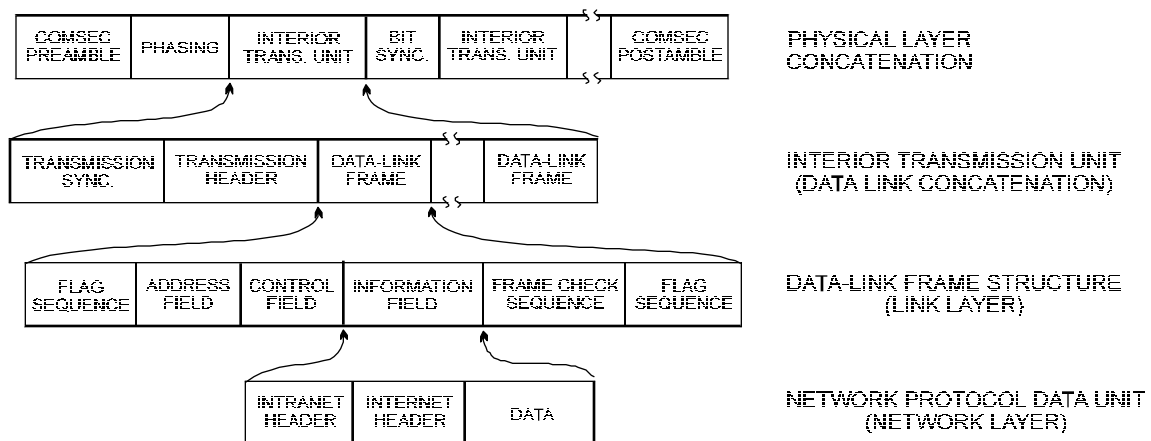 COMSEC PREAMBLE
PHASING
INTERIOR TRANS. UNIT
BIT SYNC.
INTERIOR TRANS. UNIT
COMSEC POSTAMBLE
PHYSICAL LAYER
CONCATENATION
TRANSMISSION SYNC.
TRANSMISSION HEADER
DATA-LINK FRAME
DATA-LINK FRAME
INTERIOR TRANSMISSION UNIT
(DATA LINK CONCATENATION)
FLAG SEQUENCE
ADDRESS FIELD
CONTROL FIELD
INFORMATION FIELD
FRAME CHECK SEQUENCE
FLAG SEQUENCE
DATA-LINK FRAME STRUCTURE
(LINK LAYER)
INTRANET HEADER
INTERNET HEADER
DATA
NETWORK PROTOCOL DATA UNIT
(NETWORK LAYER)